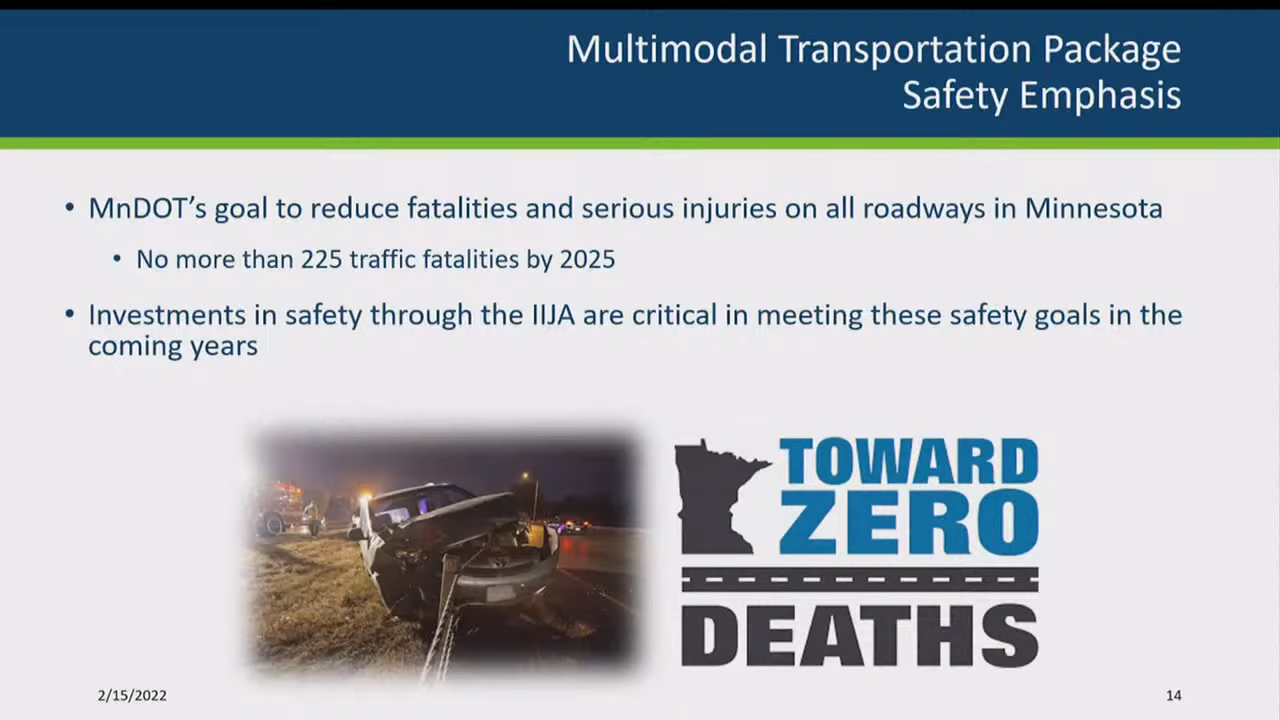 Multimodal Transportation Package
Safety Emphasis
• MnDOT’s goal to reduce fatalities and serious injuries on all roadways in Minnesota
• No more than 225 traffic fatalities by 2025
• Investments in safety through the IIJA are critical in meeting these safety goals in the
coming years
TOWARD
ZERO
DEATHS
2/15/2022
14